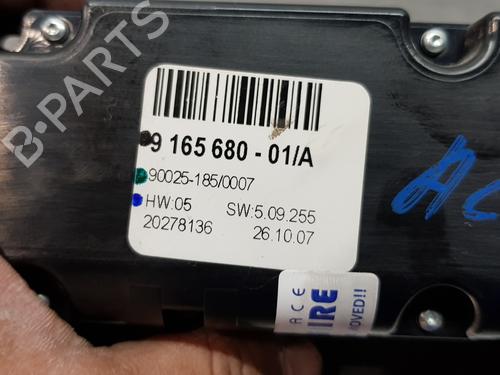 B-PARTS
9 165 680 - 01/A
90025-185/0007
HW:05 SW:5.09.255
20278136 26.10.07
A C E
IRE
OVED!!